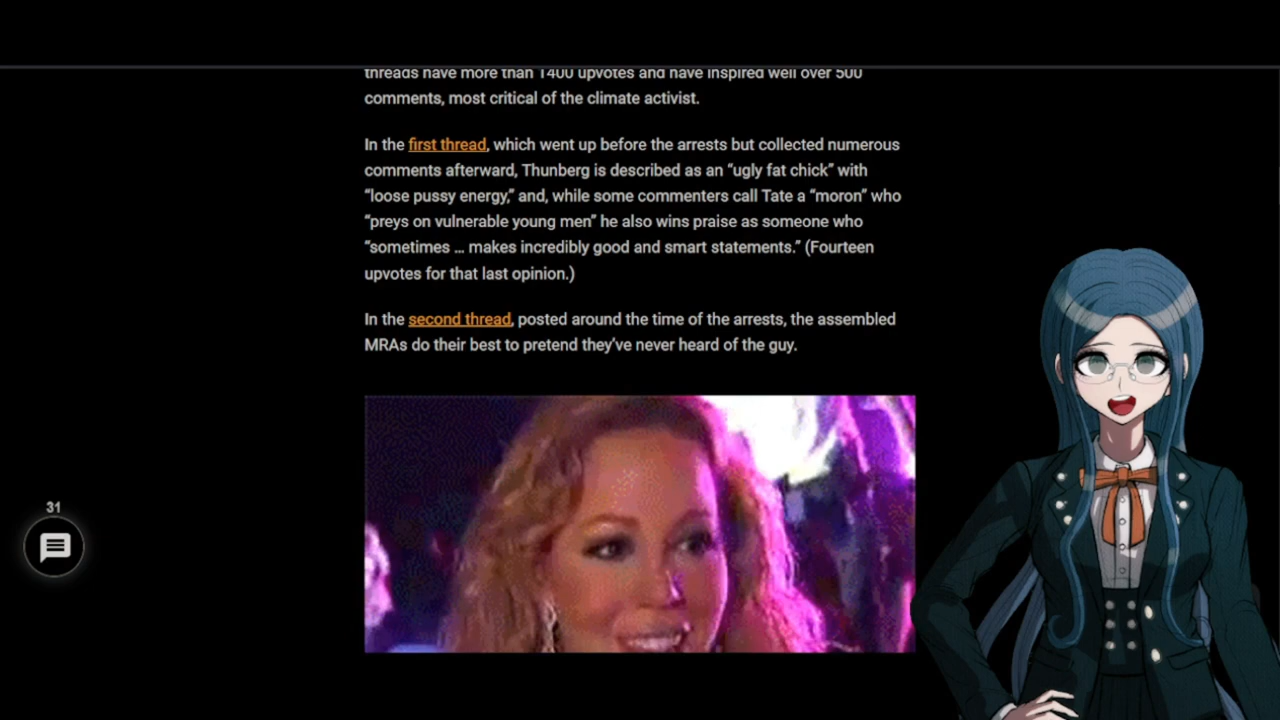 threads have more than 1400 upvotes and have inspired well over 500
comments, most critical of the climate activist.
In the first thread, which went up before the arrests but collected numerous
comments afterward, Thunberg is described as an “ugly fat chick” with
“loose pussy energy,” and, while some commenters call Tate a “moron” who
“preys on vulnerable young men” he also wins praise as someone who
“sometimes … makes incredibly good and smart statements.” (Fourteen
upvotes for that last opinion.)
In the second thread, posted around the time of the arrests, the assembled
MRAs do their best to pretend they’ve never heard of the guy.
31